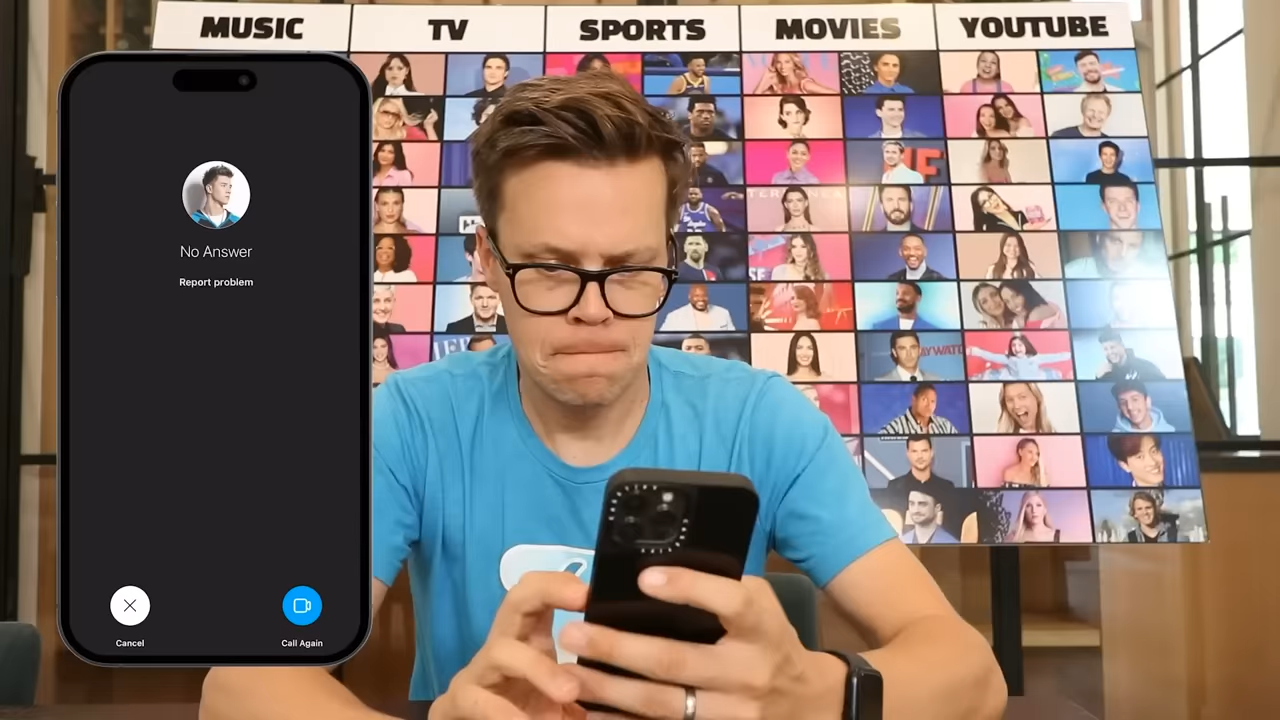 MUSIC
TV
SPORTS
MOVIES
YOUTUBE
No Answer
Report problem
Cancel
Call Again